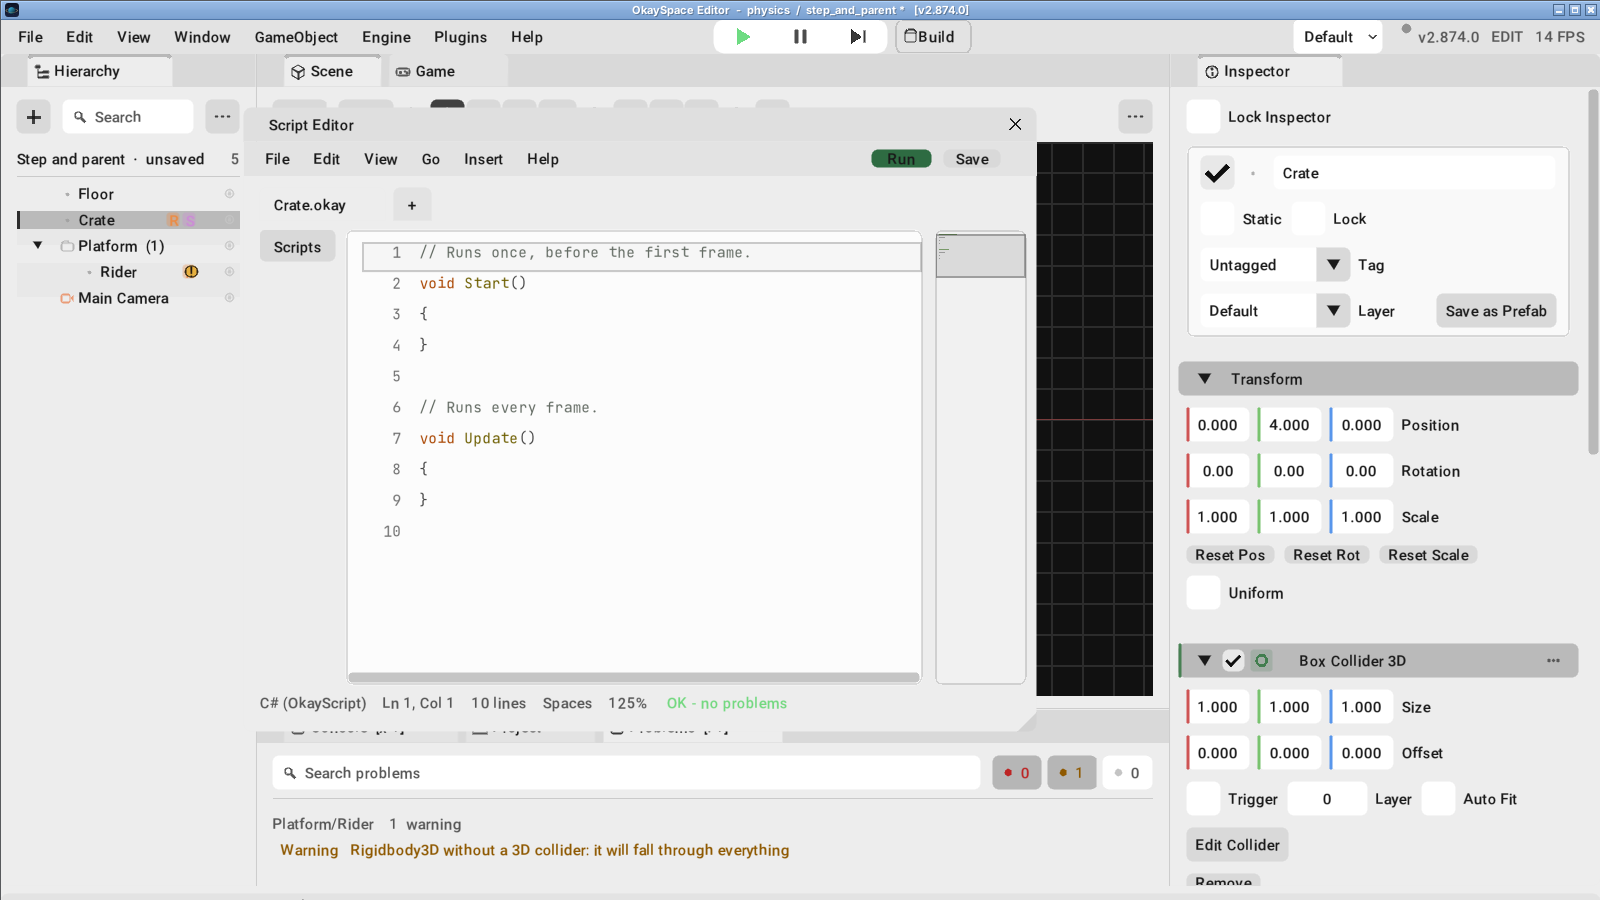 OkaySpace Editor - physics / step_and_parent * [v2.874.0]
File Edit View Window GameObject Engine Plugins Help
Build
Default
v2.874.0 EDIT 14 FPS
Hierarchy
Scene
Game
Inspector
Search
Step and parent · unsaved 5
Floor
Crate R S
Platform (1)
Rider
Main Camera
Script Editor
File Edit View Go Insert Help
Run
Save
Crate.okay
+
Scripts
1 // Runs once, before the first frame.
2 void Start()
3 {
4 }
5
6 // Runs every frame.
7 void Update()
8 {
9 }
10
C# (OkayScript) Ln 1, Col 1 10 lines Spaces 125% OK - no problems
Search problems
0
1
0
Platform/Rider 1 warning
Warning Rigidbody3D without a 3D collider: it will fall through everything
Lock Inspector
Crate
Static
Lock
Untagged Tag
Default Layer
Save as Prefab
Transform
0.000 4.000 0.000 Position
0.00 0.00 0.00 Rotation
1.000 1.000 1.000 Scale
Reset Pos Reset Rot Reset Scale
Uniform
Box Collider 3D
1.000 1.000 1.000 Size
0.000 0.000 0.000 Offset
Trigger 0 Layer Auto Fit
Edit Collider
Remove